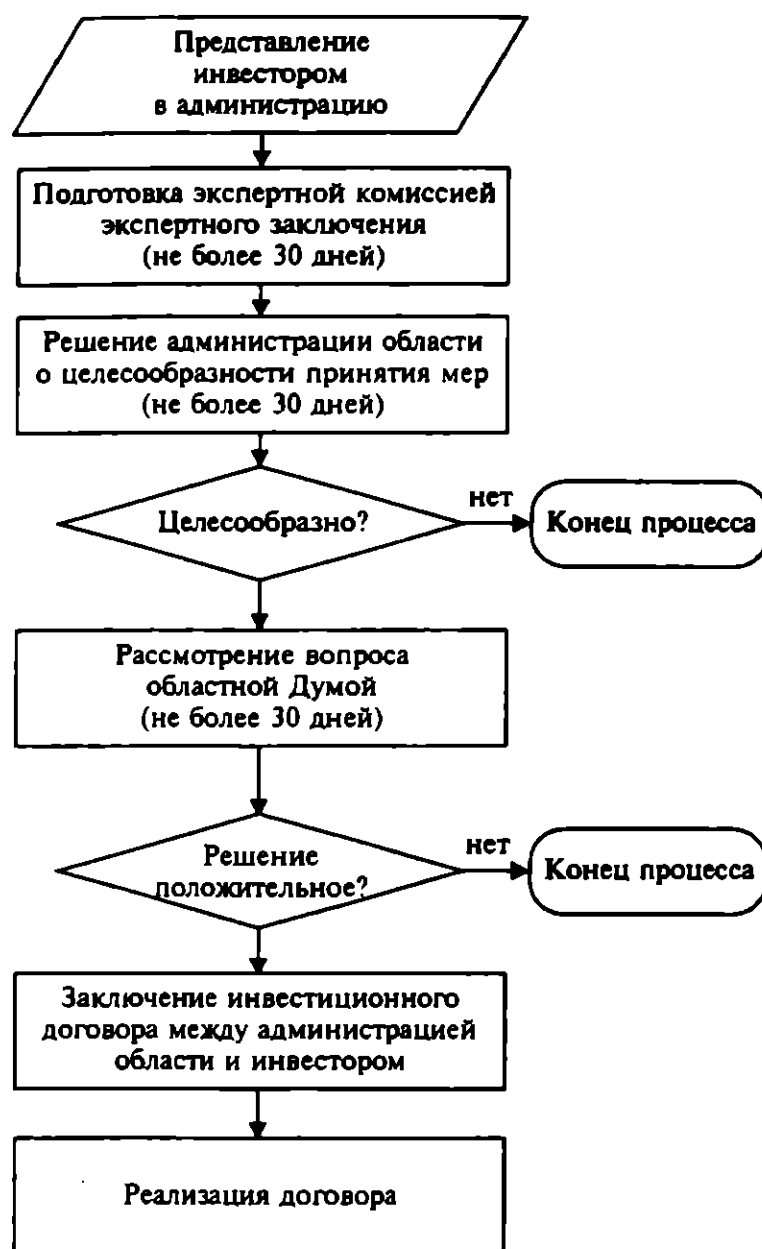 Представление
инвестором
в администрацию
Подготовка экспертной комиссией
экспертного заключения
(не более 30 дней)
Решение администрации области
о целесообразности принятия мер
(не более 30 дней)
Целесообразно?
нет
Конец процесса
Рассмотрение вопроса
областной Думой
(не более 30 дней)
Решение
положительное?
нет
Конец процесса
Заключение инвестиционного
договора между администрацией
области и инвестором
Реализация договора